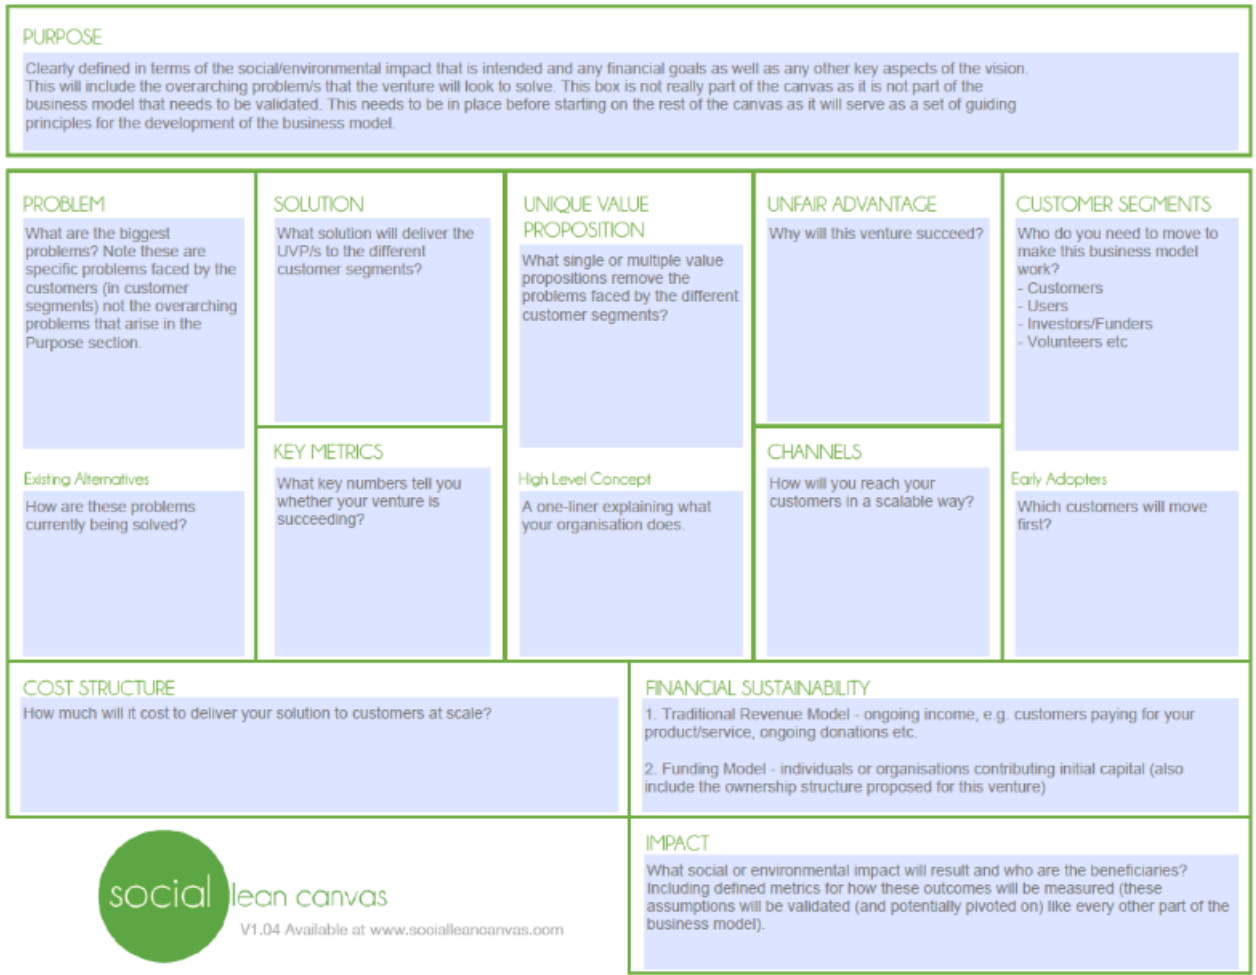 PURPOSE
Clearly defined in terms of the social/environmental impact that is intended and any financial goals as well as any other key aspects of the vision.
This will include the overarching problem/s that the venture will look to solve. This box is not really part of the canvas as it is not part of the
business model that needs to be validated. This needs to be in place before starting on the rest of the canvas as it will serve as a set of guiding
principles for the development of the business model.
PROBLEM
What are the biggest
problems? Note these are
specific problems faced by the
customers (in customer
segments) not the overarching
problems that arise in the
Purpose section.
Existing Alternatives
How are these problems
currently being solved?
SOLUTION
What solution will deliver the
UVP/s to the different
customer segments?
KEY METRICS
What key numbers tell you
whether your venture is
succeeding?
UNIQUE VALUE
PROPOSITION
What single or multiple value
propositions remove the
problems faced by the different
customer segments?
High Level Concept
A one-liner explaining what
your organisation does.
UNFAIR ADVANTAGE
Why will this venture succeed?
CHANNELS
How will you reach your
customers in a scalable way?
CUSTOMER SEGMENTS
Who do you need to move to
make this business model
work?
- Customers
- Users
- Investors/Funders
- Volunteers etc
Early Adopters
Which customers will move
first?
COST STRUCTURE
How much will it cost to deliver your solution to customers at scale?
FINANCIAL SUSTAINABILITY
1. Traditional Revenue Model - ongoing income, e.g. customers paying for your
product/service, ongoing donations etc.
2. Funding Model - individuals or organisations contributing initial capital (also
include the ownership structure proposed for this venture)
IMPACT
What social or environmental impact will result and who are the beneficiaries?
Including defined metrics for how these outcomes will be measured (these
assumptions will be validated (and potentially pivoted on) like every other part of the
business model).
social lean canvas
V1.04 Available at www.socialleancanvas.com